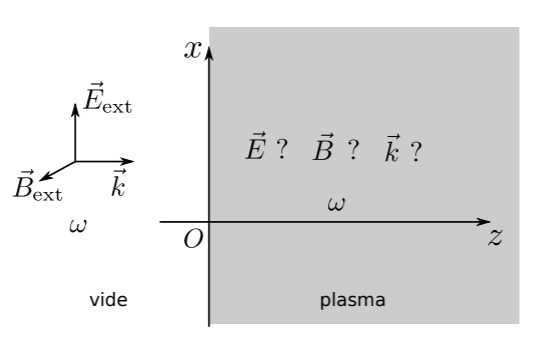 x
E⃗ext
E⃗ ? B⃗ ? k⃗ ?
B⃗ext k⃗
ω
ω
O z
vide plasma